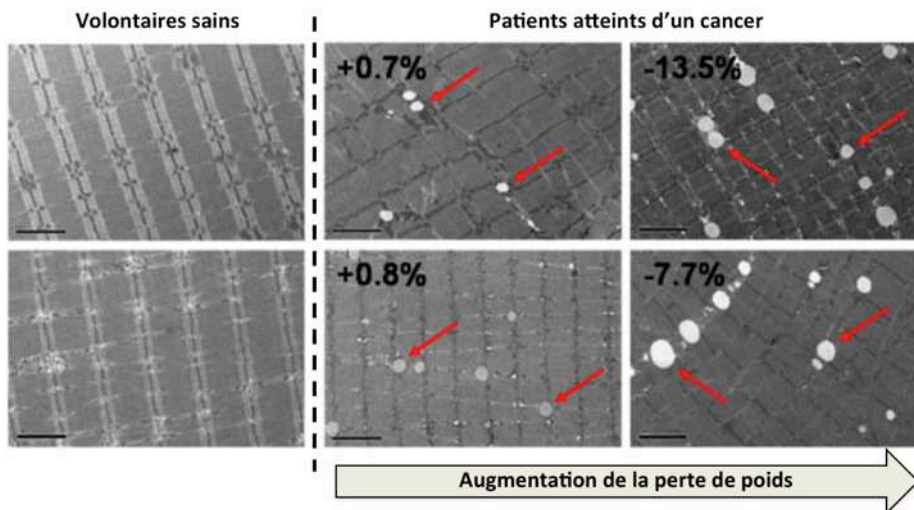 Volontaires sains
Patients atteints d’un cancer
+0.7%
-13.5%
+0.8%
-7.7%
Augmentation de la perte de poids